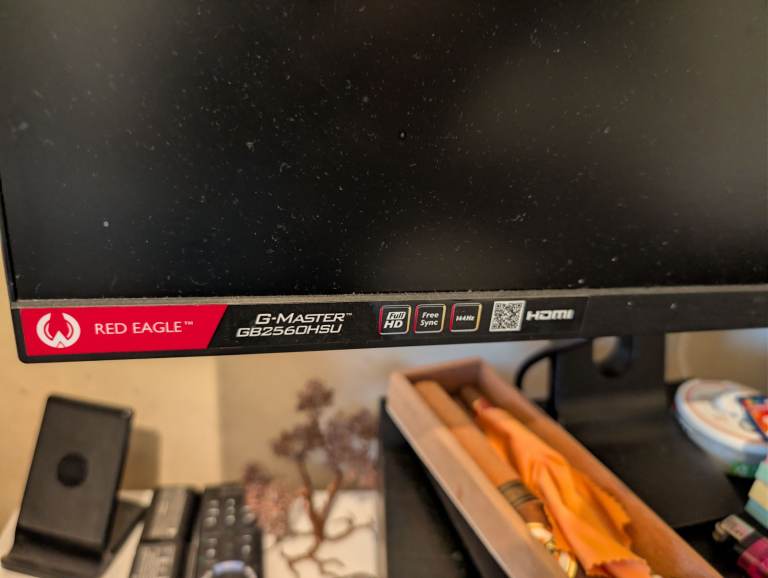 RED EAGLE™
G-MASTER™
GB2560HSU
Full
HD
Free
Sync
144Hz
HDMI